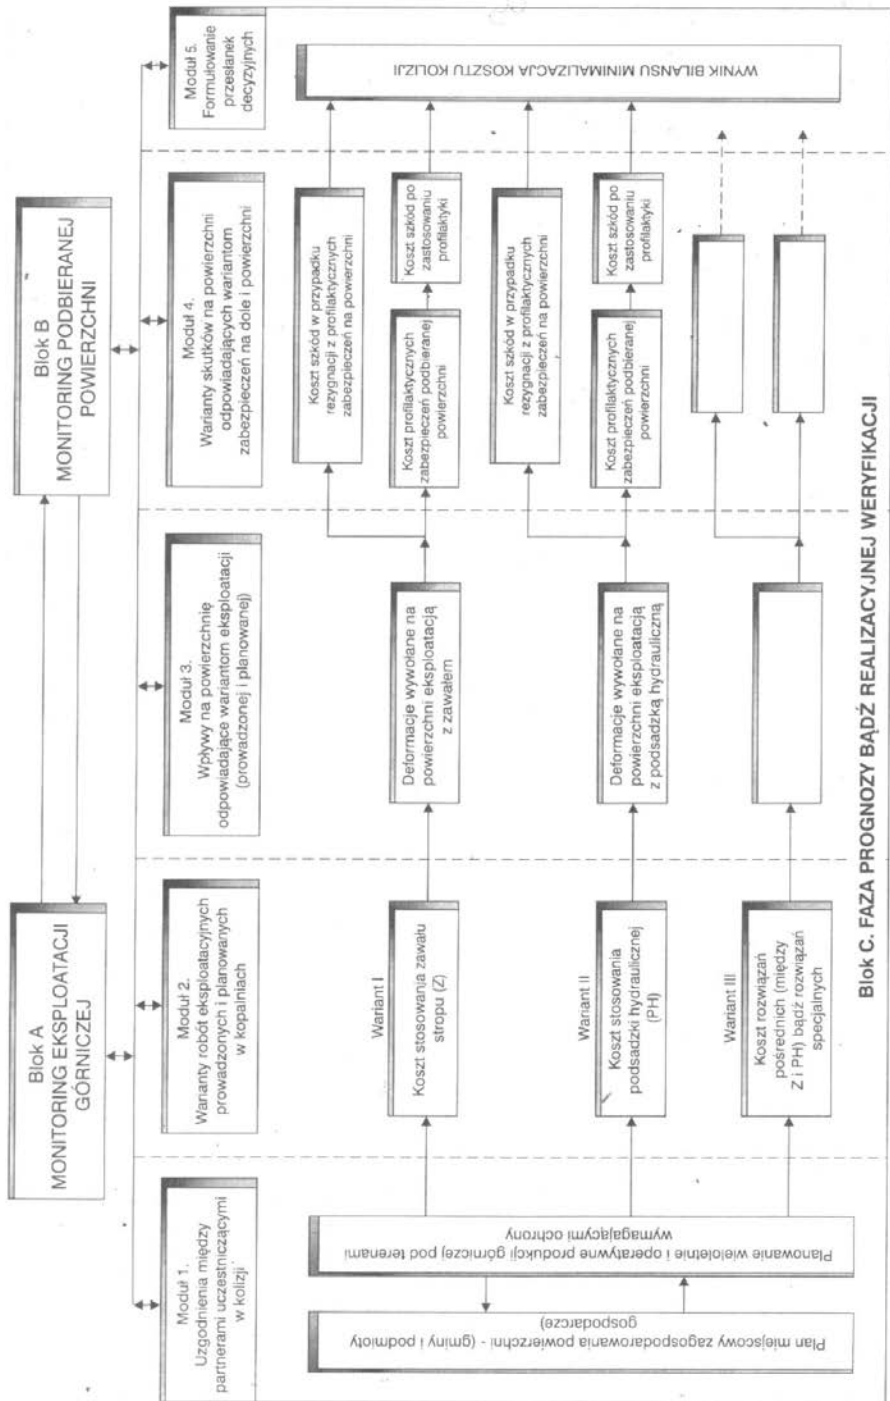 Blok A
MONITORING EKSPLOATACJI
GÓRNICZEJ
Blok B
MONITORING PODBIERANEJ
POWIERZCHNI
Moduł 1.
Uzgodnienia między
partnerami uczestniczącymi
w kolizji
Moduł 2.
Warianty robót eksploatacyjnych
prowadzonych i planowanych
w kopalniach
Moduł 3.
Wpływy na powierzchnię
odpowiadające wariantom eksploatacji
(prowadzonej i planowanej)
Moduł 4.
Warianty skutków na powierzchni
odpowiadających wariantom
zabezpieczeń na dole i powierzchni
Moduł 5.
Formułowanie
przesłanek
decyzyjnych
Plan miejscowy zagospodarowania powierzchni - (gminy i podmioty
gospodarcze)
Planowanie wieloletnie i operatywne produkcji górniczej pod terenami
wymagającymi ochrony
Wariant I
Koszt stosowania zawału
stropu (Z)
Deformacje wywołane na
powierzchni eksploatacją
z zawałem
Koszt szkód w przypadku
rezygnacji z profilaktycznych
zabezpieczeń na powierzchni
Koszt profilaktycznych
zabezpieczeń podbieranej
powierzchni
Koszt szkód po
zastosowaniu
profilaktyki
Wariant II
Koszt stosowania
podsadzki hydraulicznej
(PH)
Deformacje wywołane na
powierzchni eksploatacją
z podsadzką hydrauliczną
Koszt szkód w przypadku
rezygnacji z profilaktycznych
zabezpieczeń na powierzchni
Koszt profilaktycznych
zabezpieczeń podbieranej
powierzchni
Koszt szkód po
zastosowaniu
profilaktyki
Wariant III
Koszt rozwiązań
pośrednich (między
Z i PH) bądź rozwiązań
specjalnych
WYNIK BILANSU MINIMALIZACJA KOSZTU KOLIZJI
Blok C. FAZA PROGNOZY BĄDŹ REALIZACYJNEJ WERYFIKACJI